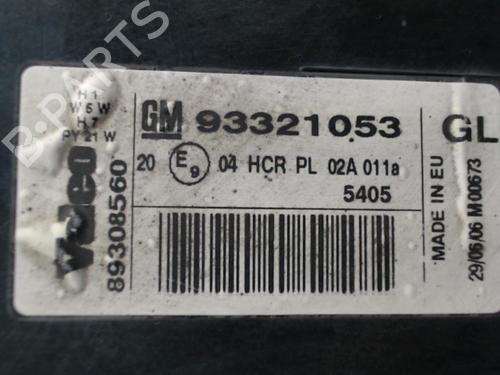 H 1
W 5 W
H 7
PY 21 W
GM 93321053 GL
20 E9 04 HCR PL 02A 011a
5405
Valeo
89308560
MADE IN EU
29/06/06 M 00673
B-PARTS